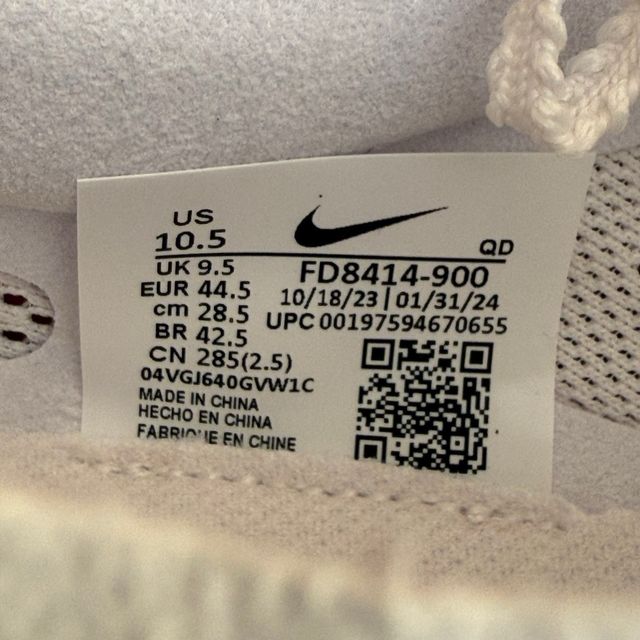 US
10.5
QD
UK 9.5
EUR 44.5
cm 28.5
BR 42.5
CN 285(2.5)
FD8414-900
10/18/23 | 01/31/24
UPC 00197594670655
04VGJ640GVW1C
MADE IN CHINA
HECHO EN CHINA
FABRIQUE EN CHINE